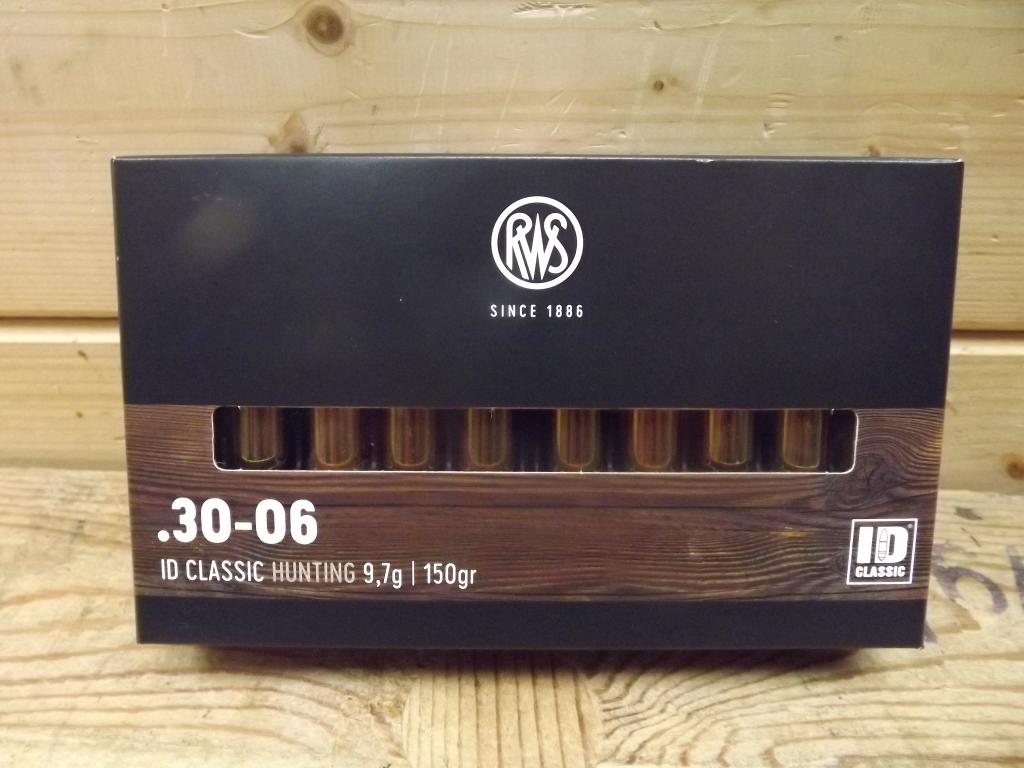 RWS
SINCE 1886
.30-06
ID CLASSIC HUNTING 9,7g | 150gr
ID
CLASSIC